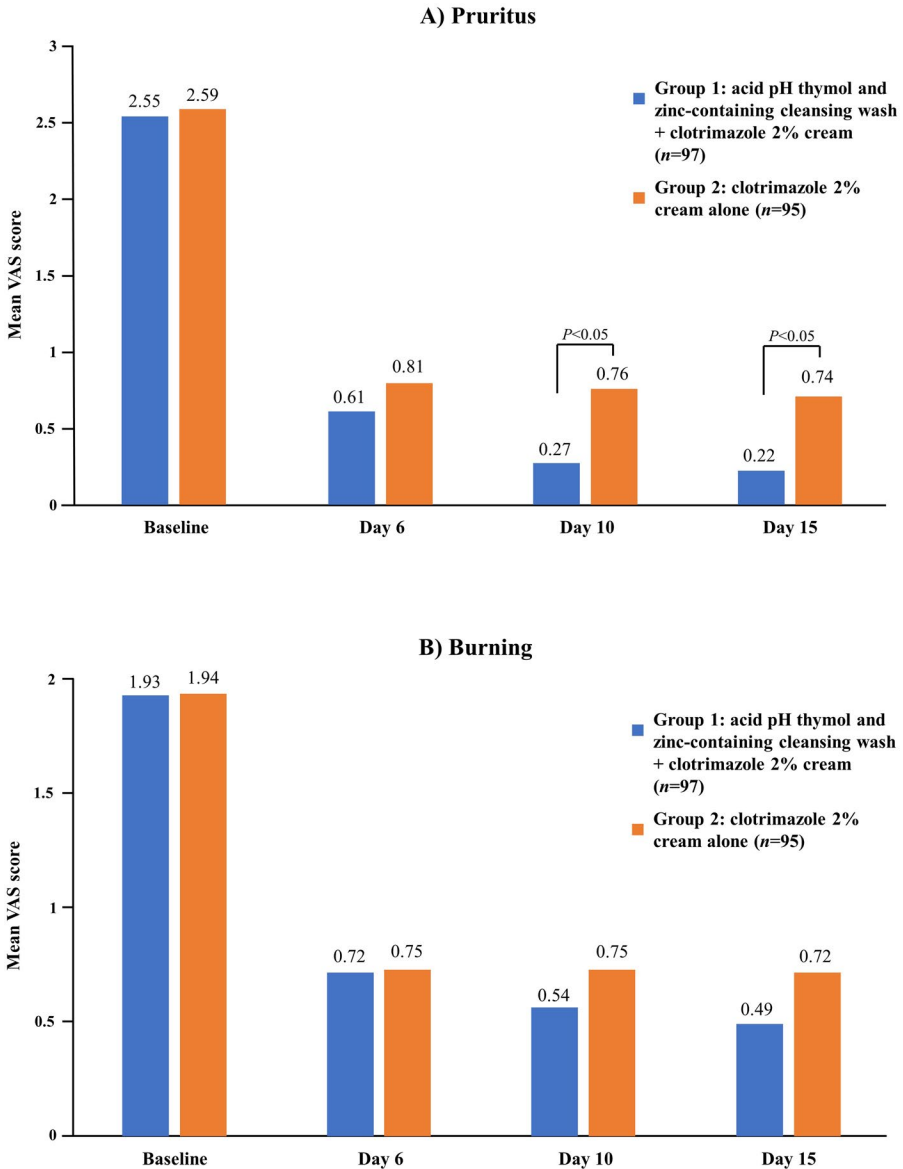 A) Pruritus
3
2.5
2
1.5
1
0.5
0
Mean VAS score
2.55
2.59
0.61
0.81
0.27
0.76
P<0.05
0.22
0.74
P<0.05
Baseline
Day 6
Day 10
Day 15
Group 1: acid pH thymol and
zinc-containing cleansing wash
+ clotrimazole 2% cream
(n=97)
Group 2: clotrimazole 2%
cream alone (n=95)
B) Burning
2
1.5
1
0.5
0
Mean VAS score
1.93
1.94
0.72
0.75
0.54
0.75
0.49
0.72
Baseline
Day 6
Day 10
Day 15
Group 1: acid pH thymol and
zinc-containing cleansing wash
+ clotrimazole 2% cream
(n=97)
Group 2: clotrimazole 2%
cream alone (n=95)